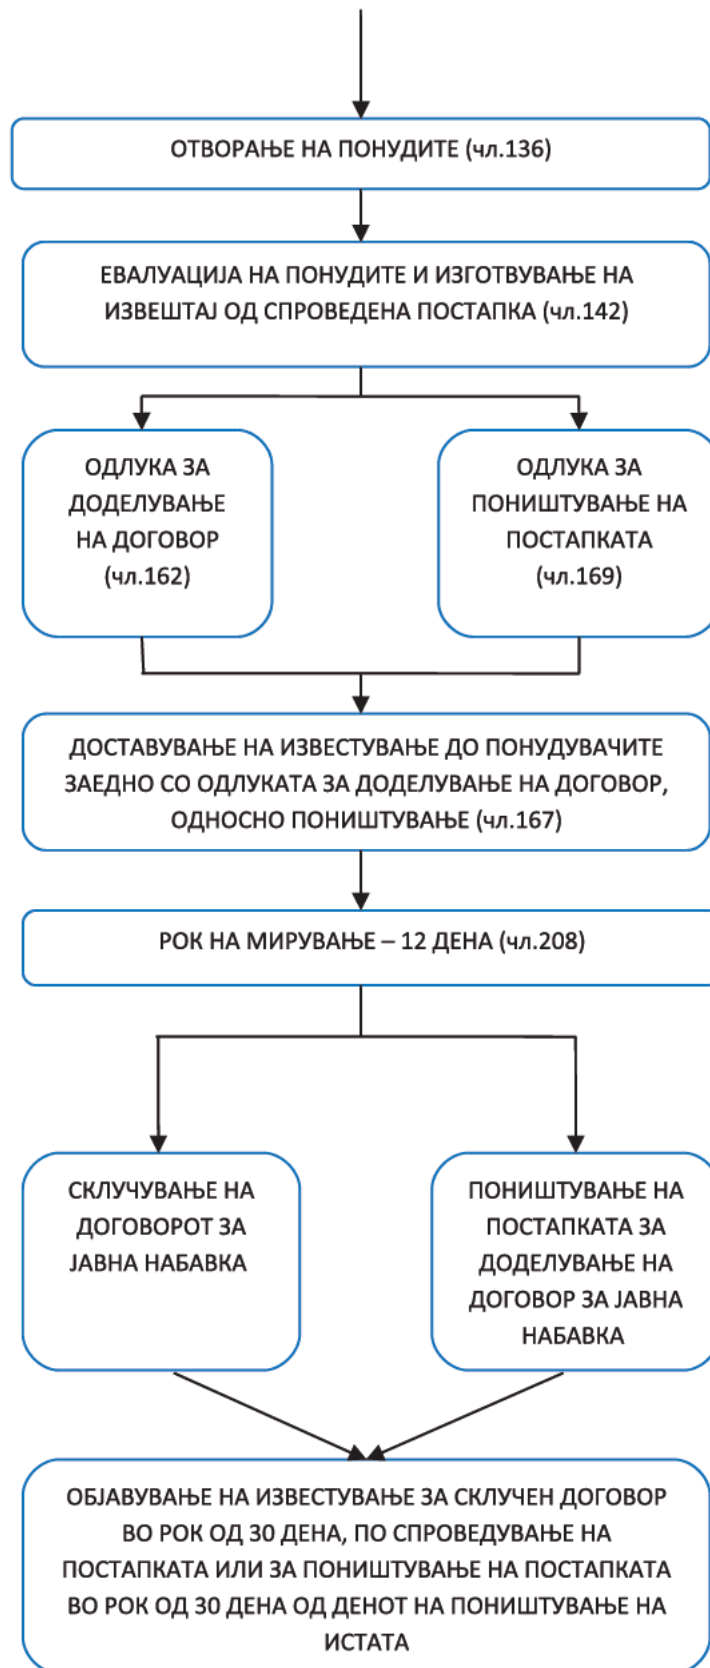 ОТВОРАЊЕ НА ПОНУДИТЕ (чл.136)
ЕВАЛУАЦИЈА НА ПОНУДИТЕ И ИЗГОТВУВАЊЕ НА
ИЗВЕШТАЈ ОД СПРОВЕДЕНА ПОСТАПКА (чл.142)
ОДЛУКА ЗА
ДОДЕЛУВАЊЕ
НА ДОГОВОР
(чл.162)
ОДЛУКА ЗА
ПОНИШТУВАЊЕ НА
ПОСТАПКАТА
(чл.169)
ДОСТАВУВАЊЕ НА ИЗВЕСТУВАЊЕ ДО ПОНУДУВАЧИТЕ
ЗАЕДНО СО ОДЛУКАТА ЗА ДОДЕЛУВАЊЕ НА ДОГОВОР,
ОДНОСНО ПОНИШТУВАЊЕ (чл.167)
РОК НА МИРУВАЊЕ – 12 ДЕНА (чл.208)
СКЛУЧУВАЊЕ НА
ДОГОВОРОТ ЗА
ЈАВНА НАБАВКА
ПОНИШТУВАЊЕ НА
ПОСТАПКАТА ЗА
ДОДЕЛУВАЊЕ НА
ДОГОВОР ЗА ЈАВНА
НАБАВКА
ОБЈАВУВАЊЕ НА ИЗВЕСТУВАЊЕ ЗА СКЛУЧЕН ДОГОВОР
ВО РОК ОД 30 ДЕНА, ПО СПРОВЕДУВАЊЕ НА
ПОСТАПКАТА ИЛИ ЗА ПОНИШТУВАЊЕ НА ПОСТАПКАТА
ВО РОК ОД 30 ДЕНА ОД ДЕНОТ НА ПОНИШТУВАЊЕ НА
ИСТАТА